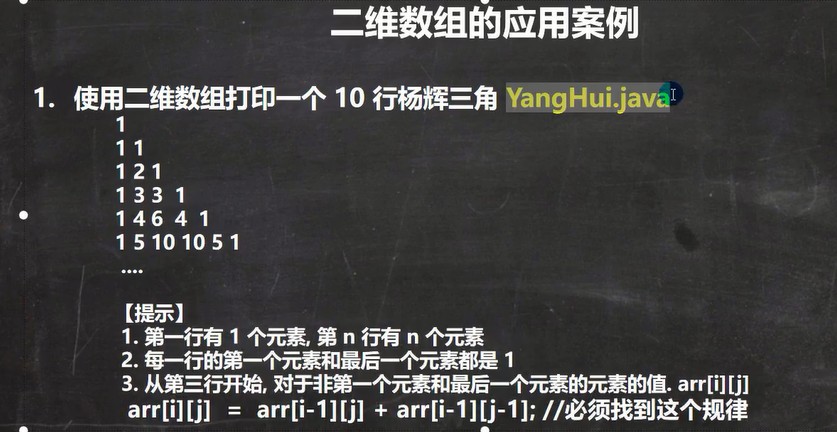 二维数组的应用案例
1. 使用二维数组打印一个 10 行杨辉三角 YangHui.java
1
1 1
1 2 1
1 3 3 1
1 4 6 4 1
1 5 10 10 5 1
....
【提示】
1. 第一行有 1 个元素, 第 n 行有 n 个元素
2. 每一行的第一个元素和最后一个元素都是 1
3. 从第三行开始, 对于非第一个元素和最后一个元素的元素的值. arr[i][j]
arr[i][j] = arr[i-1][j] + arr[i-1][j-1]; //必须找到这个规律